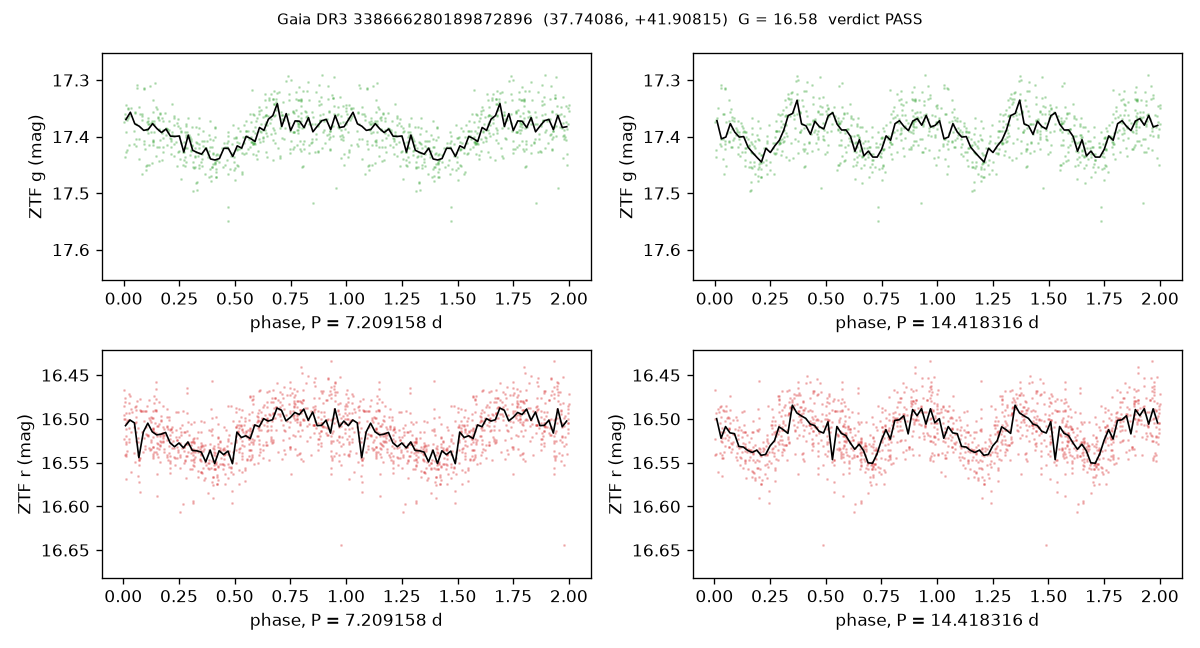 Gaia DR3 338666280189872896 (37.74086, +41.90815) G = 16.58 verdict PASS
17.3
17.4
17.5
17.6
ZTF g (mag)
0.00 0.25 0.50 0.75 1.00 1.25 1.50 1.75 2.00
phase, P = 7.209158 d
17.3
17.4
17.5
17.6
ZTF g (mag)
0.00 0.25 0.50 0.75 1.00 1.25 1.50 1.75 2.00
phase, P = 14.418316 d
16.45
16.50
16.55
16.60
16.65
ZTF r (mag)
0.00 0.25 0.50 0.75 1.00 1.25 1.50 1.75 2.00
phase, P = 7.209158 d
16.45
16.50
16.55
16.60
16.65
ZTF r (mag)
0.00 0.25 0.50 0.75 1.00 1.25 1.50 1.75 2.00
phase, P = 14.418316 d